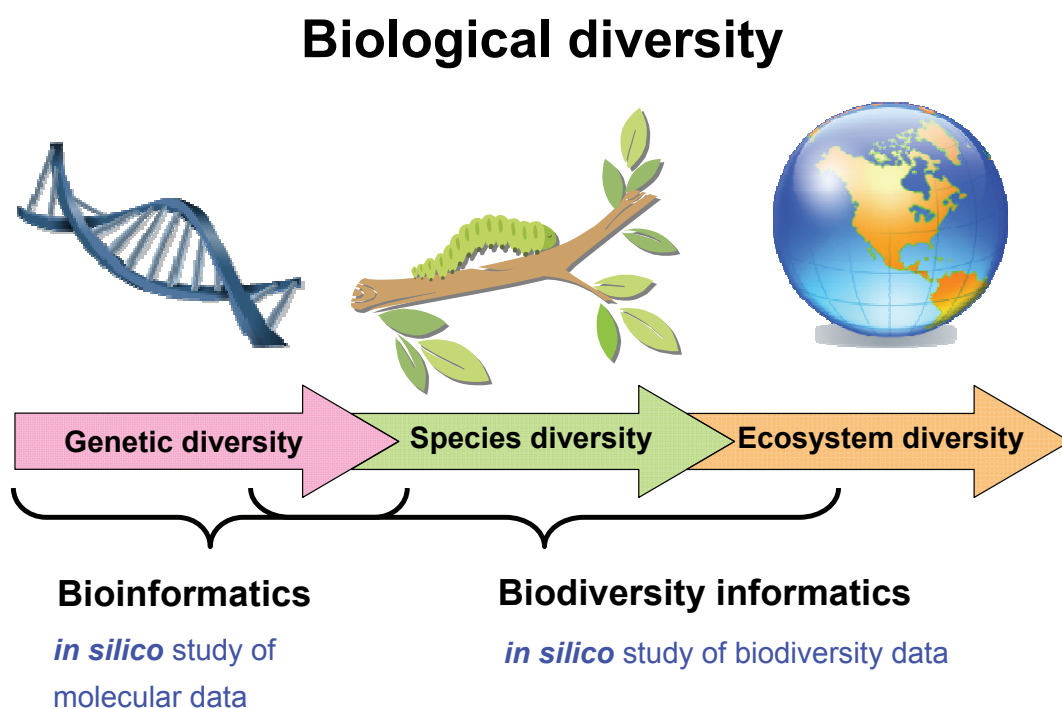 Biological diversity
Genetic diversity
Species diversity
Ecosystem diversity
Bioinformatics
in silico study of
molecular data
Biodiversity informatics
in silico study of biodiversity data